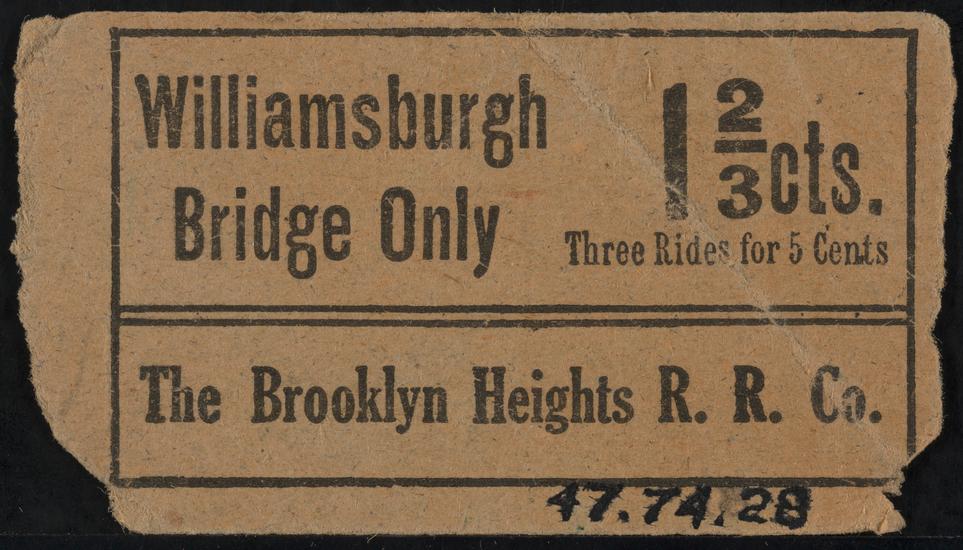 Williamsburgh
Bridge Only
1 2/3 cts.
Three Rides for 5 Cents
The Brooklyn Heights R. R. Co.
47.74.28